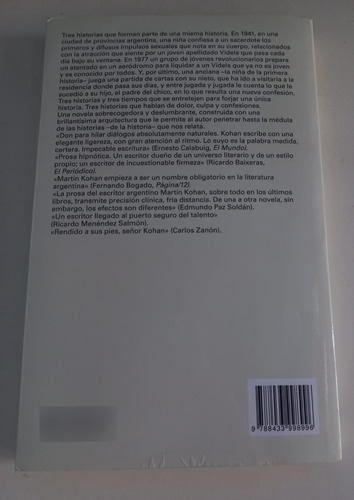 Tres historias que forman parte de una misma historia. En 1941, en una
ciudad de provincias argentina, una niña confiesa a un sacerdote los
primeros y difusos impulsos sexuales que nota en su cuerpo, relacionados
con la atracción que siente por un joven apellidado Videla que pasa cada
día bajo su ventana. En 1977 un grupo de jóvenes revolucionarios prepara
un atentado en un aeródromo para liquidar a un Videla que ya no es joven
y es conocido por todos. Y, por último, una anciana –la niña de la primera
historia– juega una partida de cartas con su nieto, que ha ido a visitarla a la
residencia donde pasa sus días, y entre jugada y jugada le cuenta lo que le
sucedió a su hijo, el padre del chico, en lo que resulta una nueva confesión.
Tres historias y tres tiempos que se entretejen para forjar una única
historia. Tres historias que hablan de dolor, culpa y confesiones.
Una novela sobrecogedora y deslumbrante, construida con una
brillantísima arquitectura que le permite al autor penetrar hasta la médula
de las historias –de la historia– que nos relata.
«Don para hilar diálogos absolutamente naturales. Kohan escribe con una
elegante ligereza, con gran atención al ritmo. Lo suyo es la palabra medida,
certera. Impecable escritura» (Ernesto Calabuig, El Mundo).
«Prosa hipnótica. Un escritor dueño de un universo literario y de un estilo
propio; un escritor de incuestionable firmeza» (Ricardo Baixeras,
El Periódico).
«Martín Kohan empieza a ser un nombre obligatorio en la literatura
argentina» (Fernando Bogado, Página/12).
«La prosa del escritor argentino Martín Kohan, sobre todo en los últimos
libros, transmite precisión clínica, fría distancia. De una a otra novela, sin
embargo, los efectos son diferentes» (Edmundo Paz Soldán).
«Un escritor llegado al puerto seguro del talento»
(Ricardo Menéndez Salmón).
«Rendido a sus pies, señor Kohan» (Carlos Zanón).
9 788433 998996